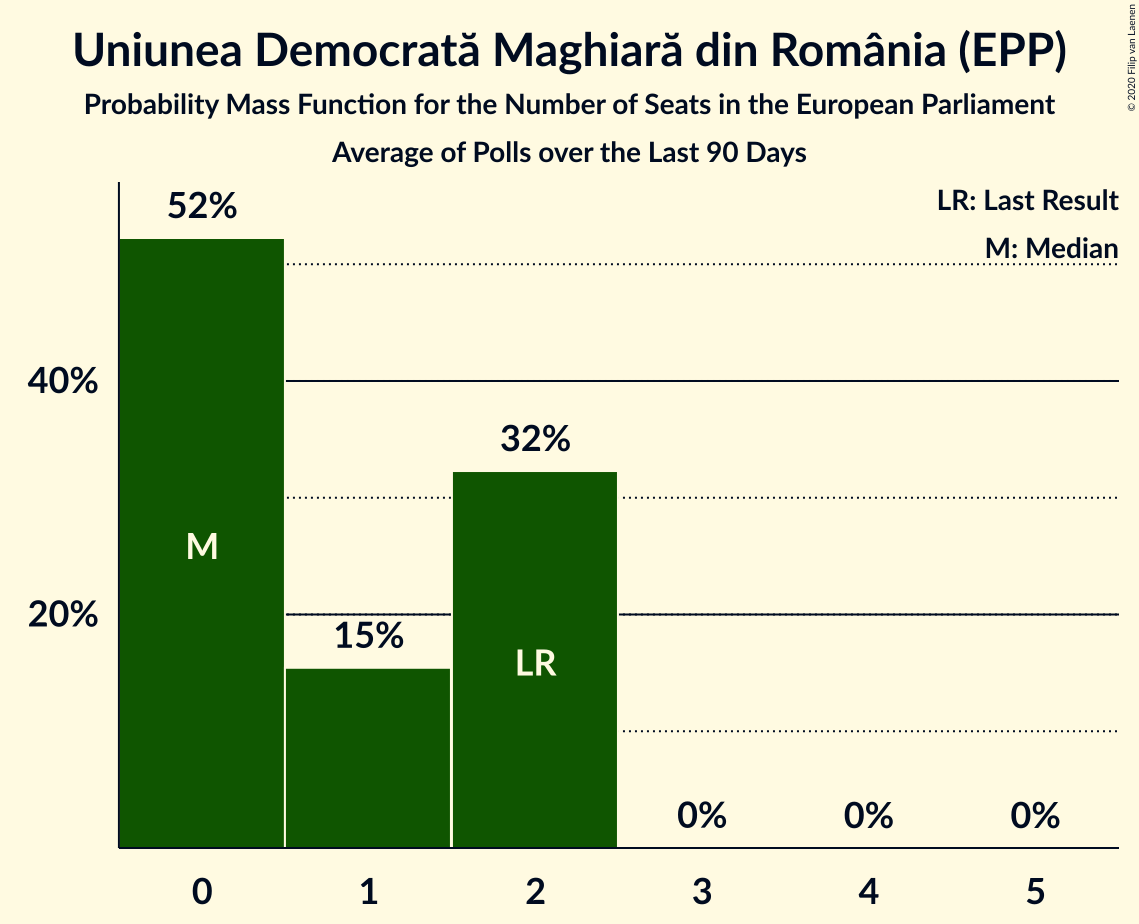 Uniunea Democrată Maghiară din România (EPP)
Probability Mass Function for the Number of Seats in the European Parliament
Average of Polls over the Last 90 Days
© 2020 Filip van Laenen
LR: Last Result
M: Median
52%
40%
32%
M
20%
15%
LR
0%
0%
0%
0
1
2
3
4
5